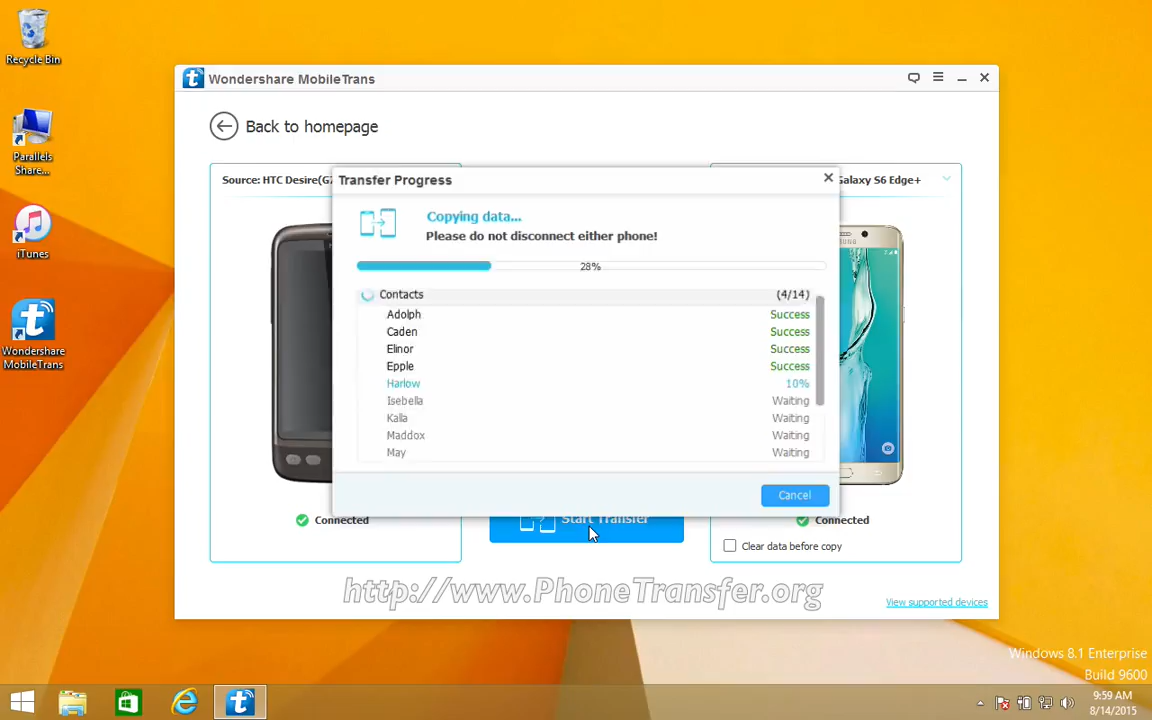 Recycle Bin
Parallels
Share...
iTunes
Wondershare
MobileTrans
Wondershare MobileTrans
Back to homepage
Source: HTC Desire(G7
Galaxy S6 Edge+
Transfer Progress
Copying data...
Please do not disconnect either phone!
28%
Contacts (4/14)
Adolph Success
Caden Success
Elinor Success
Epple Success
Harlow 10%
Isebella Waiting
Kalla Waiting
Maddox Waiting
May Waiting
Cancel
Connected
Start Transfer
Connected
Clear data before copy
http://www.PhoneTransfer.org
View supported devices
Windows 8.1 Enterprise
Build 9600
9:59 AM
8/14/2015